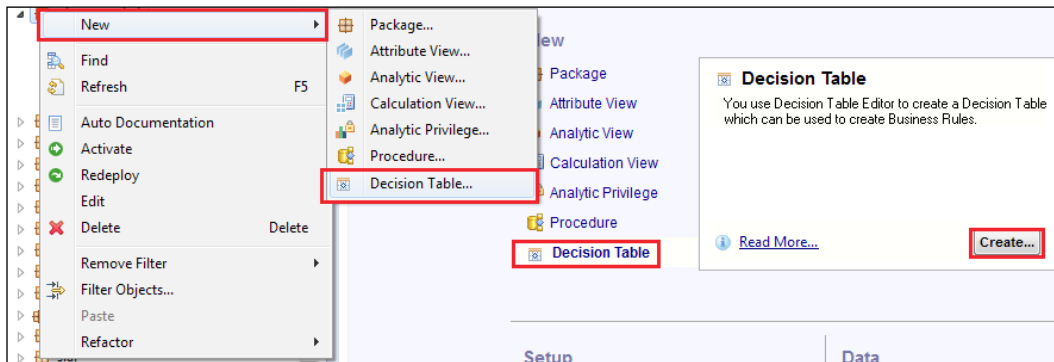 New
Find
Refresh F5
Auto Documentation
Activate
Redeploy
Edit
Delete Delete
Remove Filter
Filter Objects...
Paste
Refactor
Package...
Attribute View...
Analytic View...
Calculation View...
Analytic Privilege...
Procedure...
Decision Table...
Package
Attribute View
Analytic View
Calculation View
Analytic Privilege
Procedure
Decision Table
Decision Table
You use Decision Table Editor to create a Decision Table
which can be used to create Business Rules.
Read More...
Create...
Setup
Data